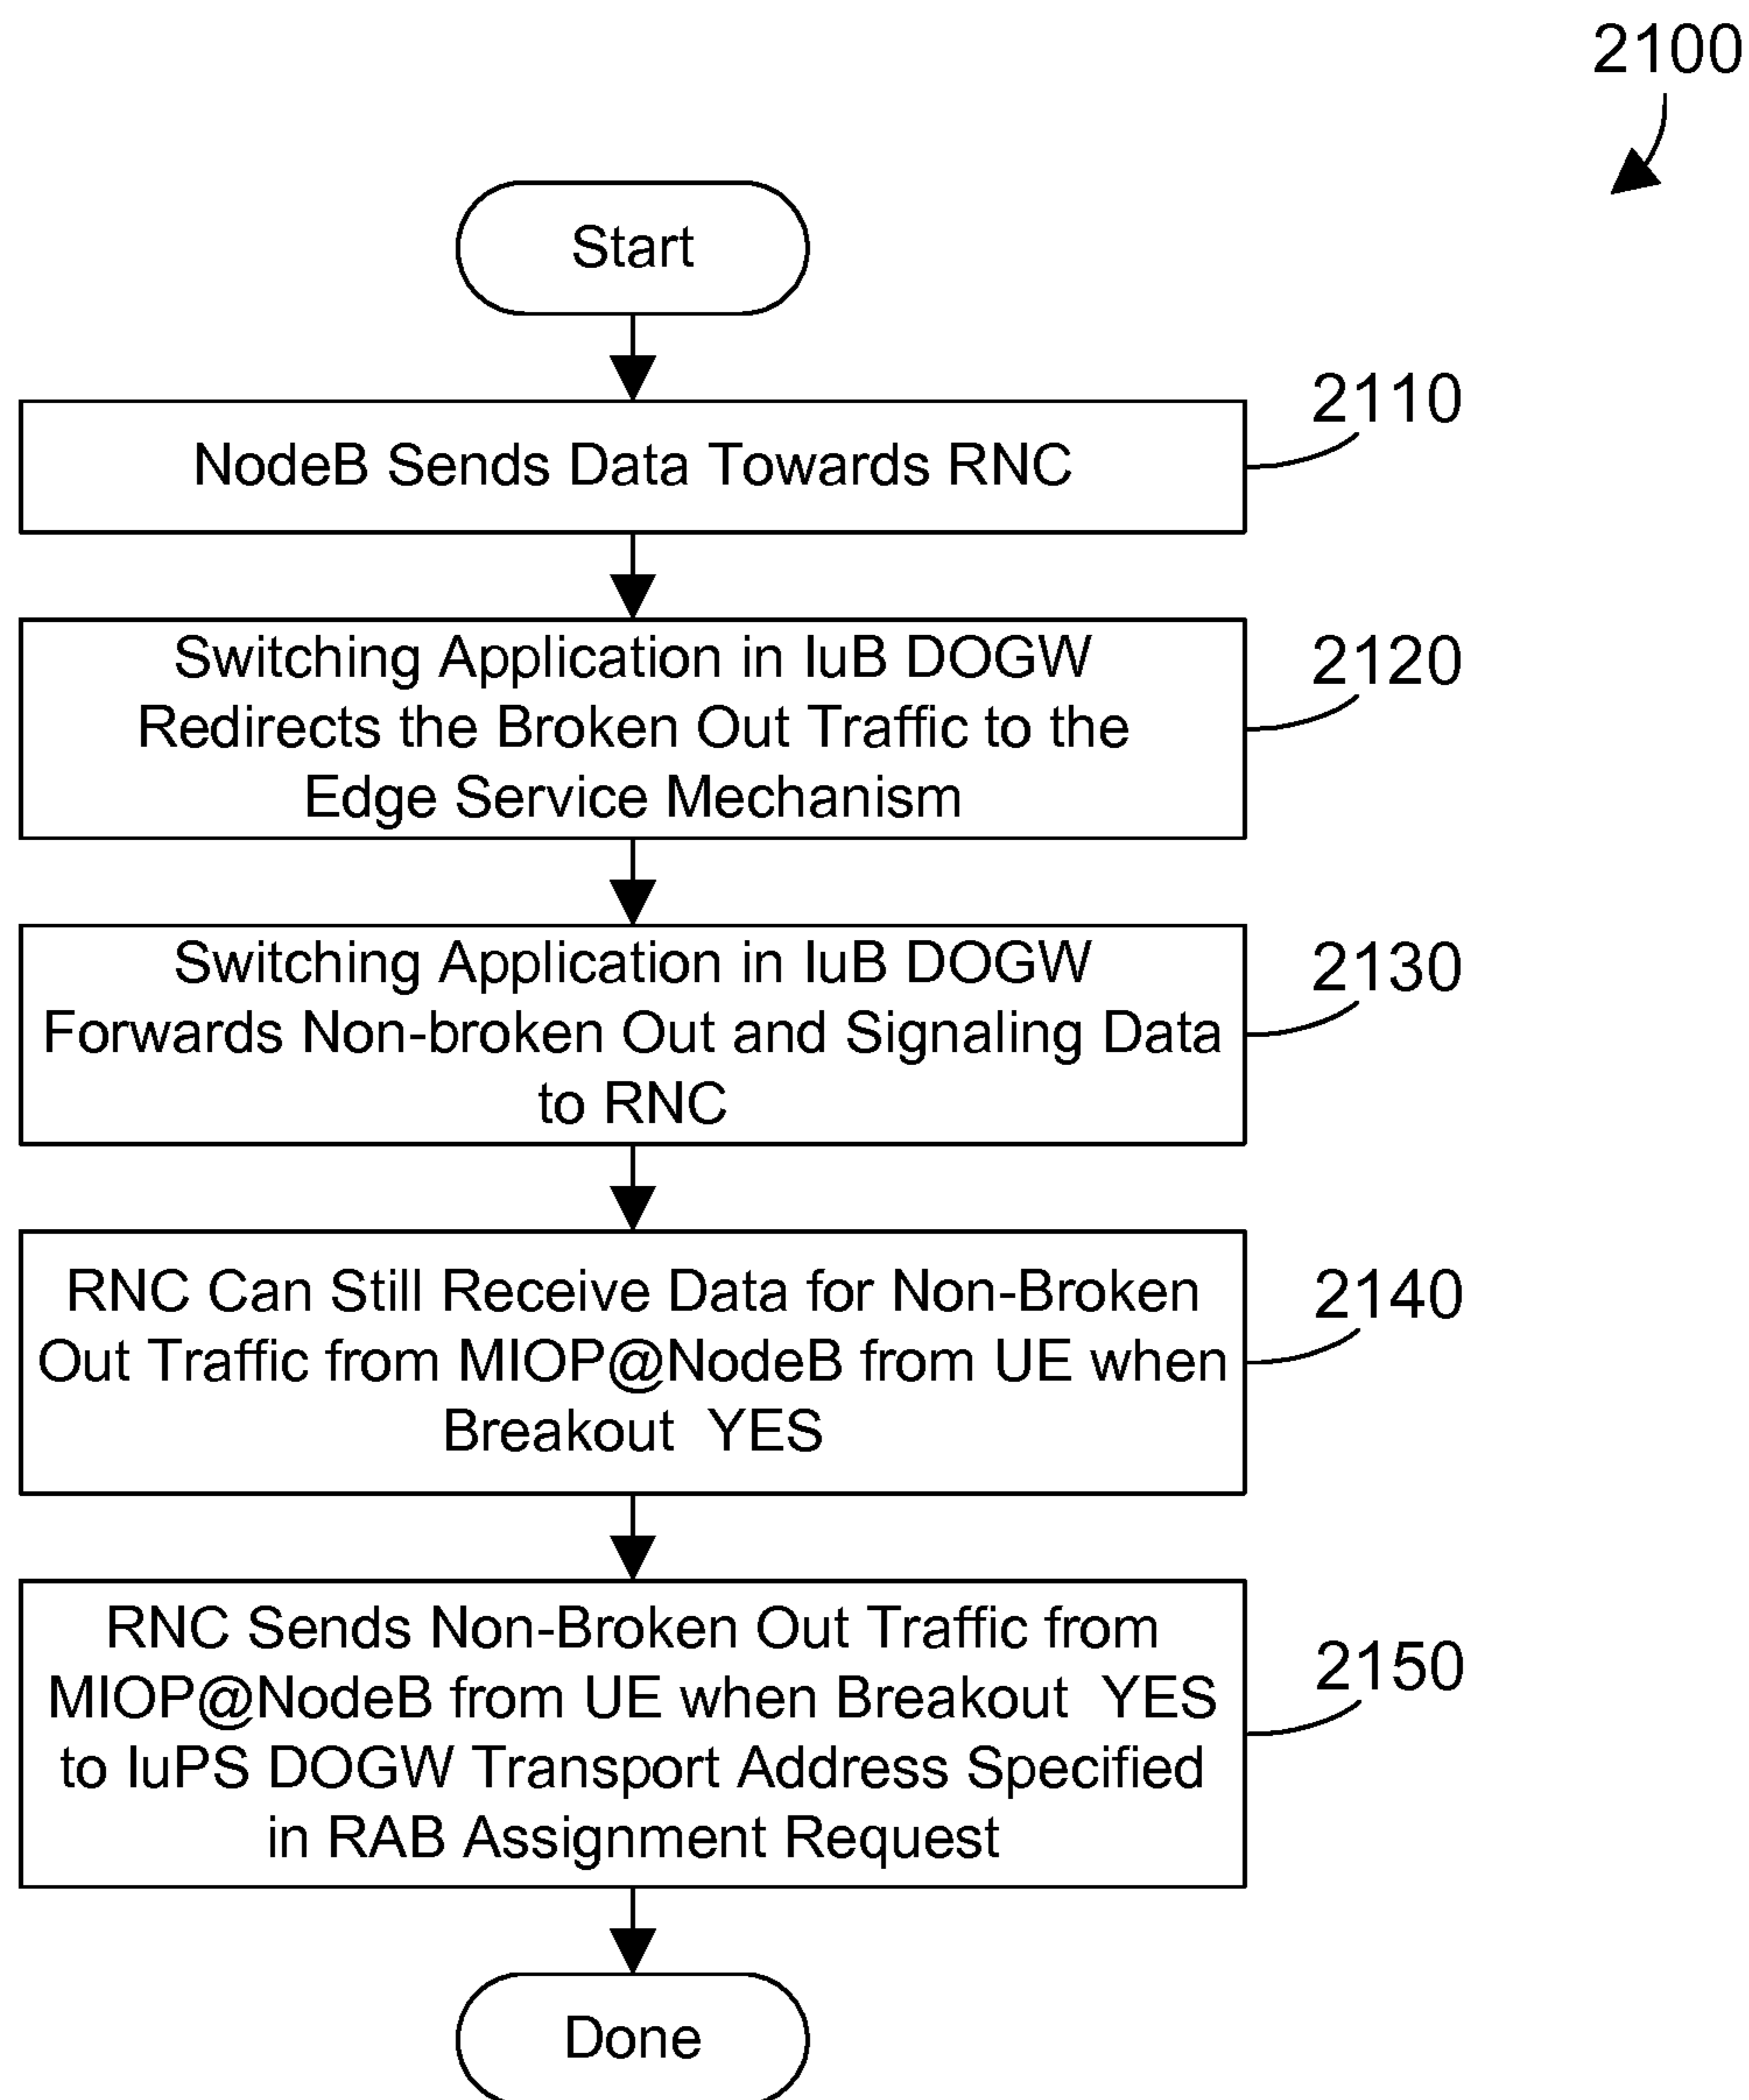 2100
Start
NodeB Sends Data Towards RNC
2110
Switching Application in IuB DOGW
Redirects the Broken Out Traffic to the
Edge Service Mechanism
2120
Switching Application in IuB DOGW
Forwards Non-broken Out and Signaling Data
to RNC
2130
RNC Can Still Receive Data for Non-Broken
Out Traffic from MIOP@NodeB from UE when
Breakout YES
2140
RNC Sends Non-Broken Out Traffic from
MIOP@NodeB from UE when Breakout YES
to IuPS DOGW Transport Address Specified
in RAB Assignment Request
2150
Done